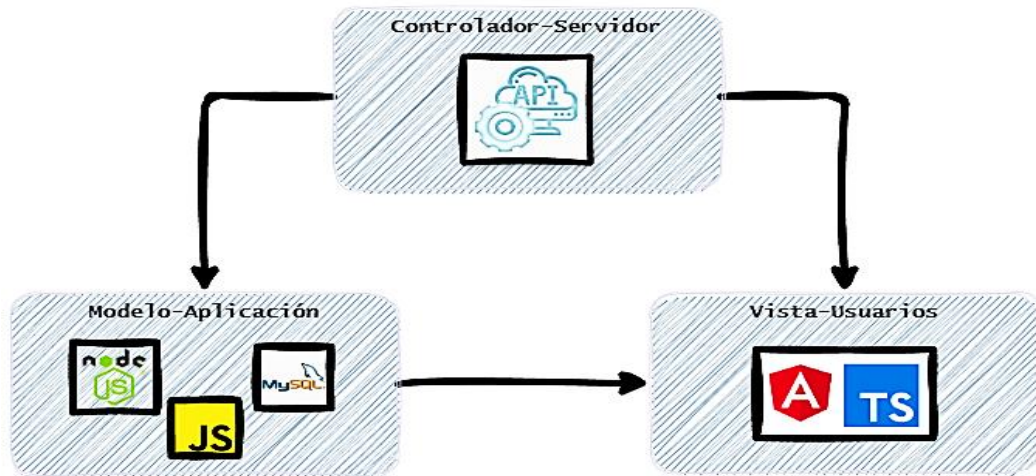 Controlador-Servidor
API
Modelo-Aplicación
Vista-Usuarios
node
JS
MySQL
JS
A
TS